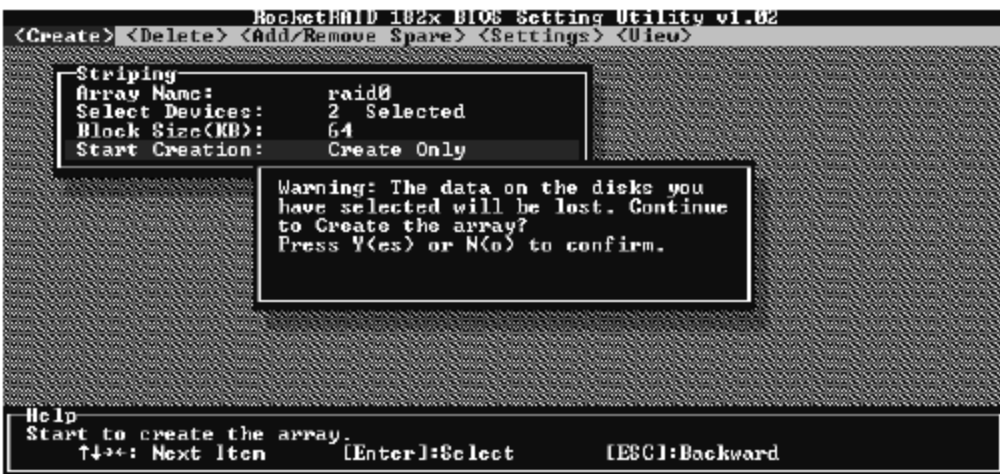 RocketRAID 182x BIOS Setting Utility v1.02
<Create> <Delete> <Add/Remove Spare> <Settings> <View>
Striping
Array Name: raid0
Select Devices: 2 Selected
Block Size(KB): 64
Start Creation: Create Only
Warning: The data on the disks you
have selected will be lost. Continue
to Create the array?
Press Y(es) or N(o) to confirm.
Help
Start to create the array.
↑↓→←: Next Item [Enter]:Select [ESC]:Backward